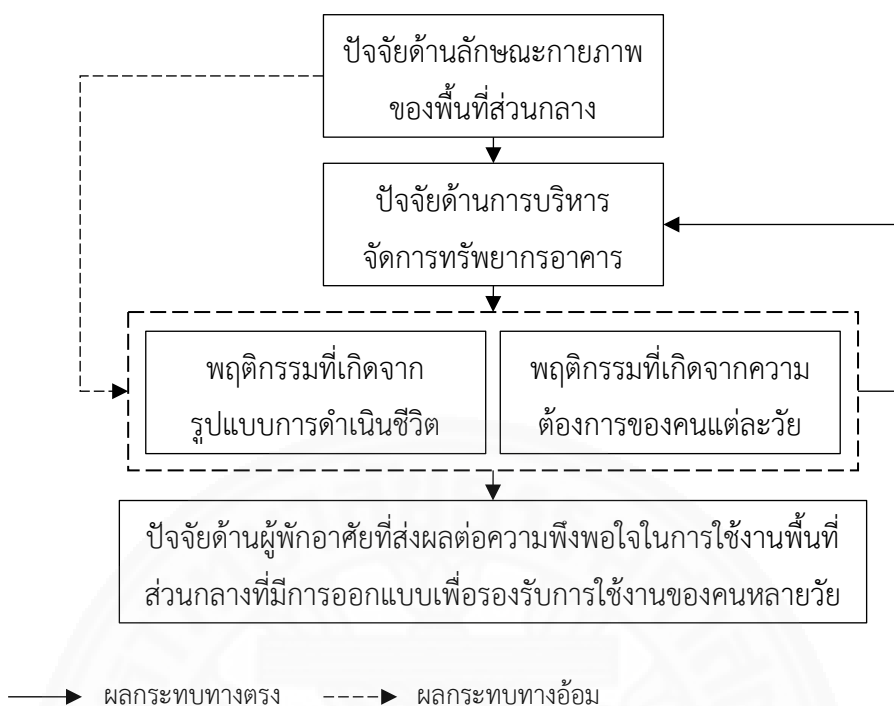 ปัจจัยด้านลักษณะกายภาพ
ของพื้นที่ส่วนกลาง
ปัจจัยด้านการบริหาร
จัดการทรัพยากรอาคาร
พฤติกรรมที่เกิดจาก
รูปแบบการดำเนินชีวิต
พฤติกรรมที่เกิดจากความ
ต้องการของคนแต่ละวัย
ปัจจัยด้านผู้พักอาศัยที่ส่งผลต่อความพึงพอใจในการใช้งานพื้นที่
ส่วนกลางที่มีการออกแบบเพื่อรองรับการใช้งานของคนหลายวัย
ผลกระทบทางตรง
ผลกระทบทางอ้อม